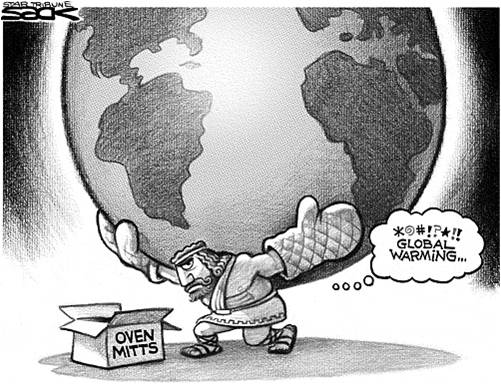 STAR TRIBUNE
SACK
*@#!?*!!
GLOBAL
WARMING...
OVEN
MITTS